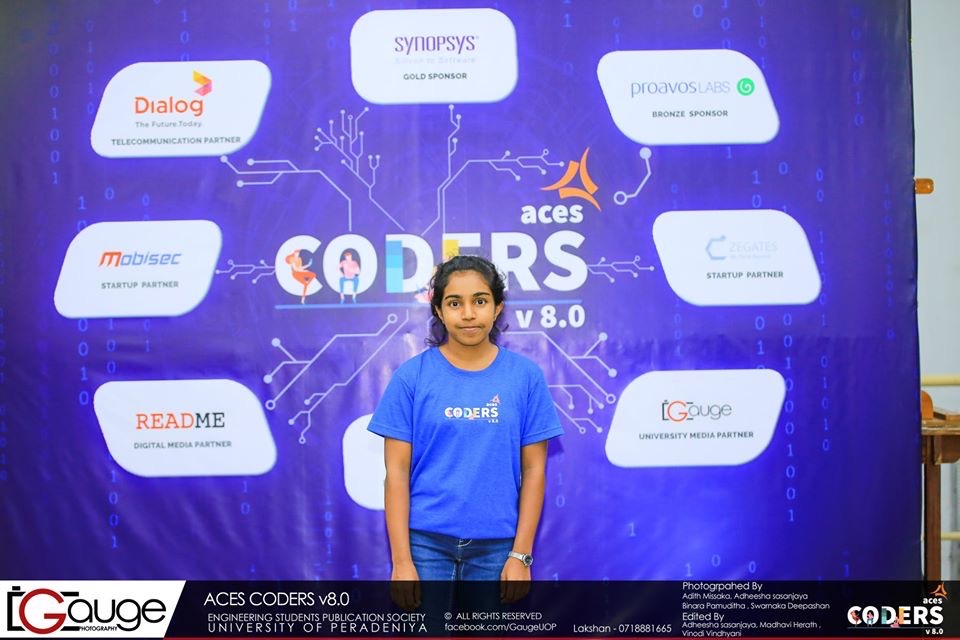 SYNOPSYS®
Silicon to Software
GOLD SPONSOR
Dialog
The Future.Today.
TELECOMMUNICATION PARTNER
PROAVOS LABS
BRONZE SPONSOR
aces
CODERS
v 8.0
Mobisec
STARTUP PARTNER
ZEGATES
STARTUP PARTNER
README
DIGITAL MEDIA PARTNER
Gauge
UNIVERSITY MEDIA PARTNER
aces
CODERS
v 8.0
Gauge
PHOTOGRAPHY
ACES CODERS v8.0
ENGINEERING STUDENTS PUBLICATION SOCIETY
UNIVERSITY OF PERADENIYA
© ALL RIGHTS RESERVED
facebook.com/GaugeUOP
Lakshan - 0718881665
Photogrpahed By
Adith Missaka, Adheesha sasanjaya
Binara Pamuditha , Swarnaka Deepashan
Edited By
Adheesha sasanjaya, Madhavi Herath ,
Vinodi Vindhyani
aces
CODERS
v 8.0